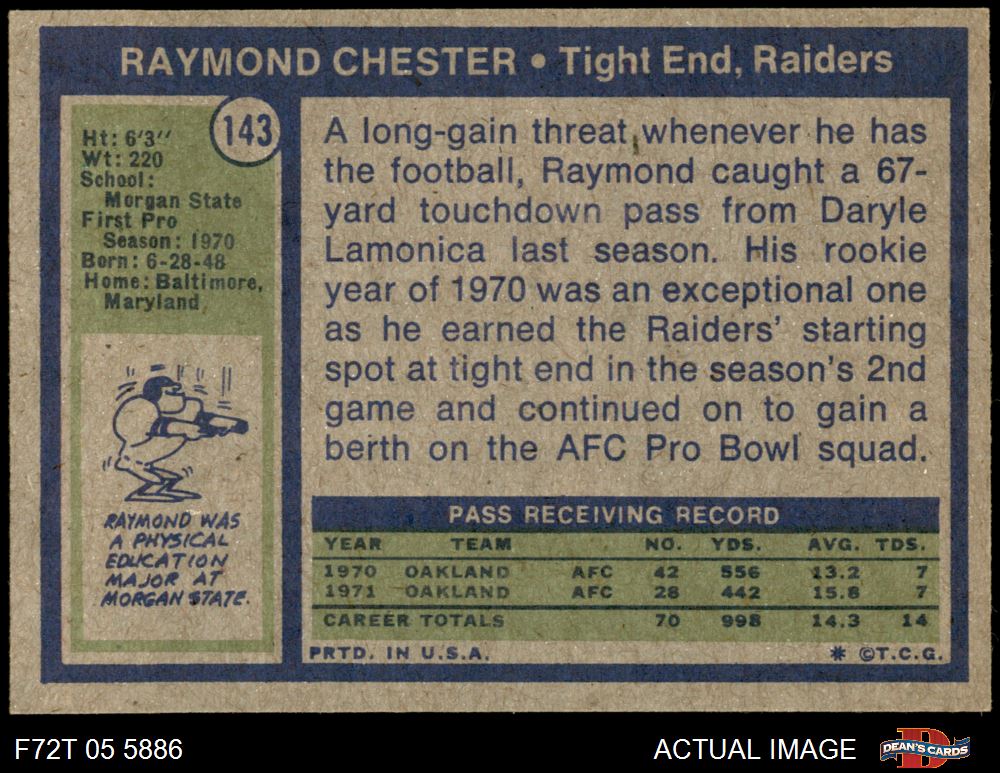 RAYMOND CHESTER • Tight End, Raiders
143
Ht: 6'3''
Wt: 220
School:
Morgan State
First Pro
Season: 1970
Born: 6-28-48
Home: Baltimore,
Maryland
RAYMOND WAS
A PHYSICAL
EDUCATION
MAJOR AT
MORGAN STATE.
A long-gain threat whenever he has
the football, Raymond caught a 67-
yard touchdown pass from Daryle
Lamonica last season. His rookie
year of 1970 was an exceptional one
as he earned the Raiders' starting
spot at tight end in the season's 2nd
game and continued on to gain a
berth on the AFC Pro Bowl squad.
PASS RECEIVING RECORD
YEAR TEAM NO. YDS. AVG. TDS.
1970 OAKLAND AFC 42 556 13.2 7
1971 OAKLAND AFC 28 442 15.8 7
CAREER TOTALS 70 998 14.3 14
PRTD. IN U.S.A. * ©T.C.G.
F72T 05 5886 ACTUAL IMAGE DEAN'S CARDS